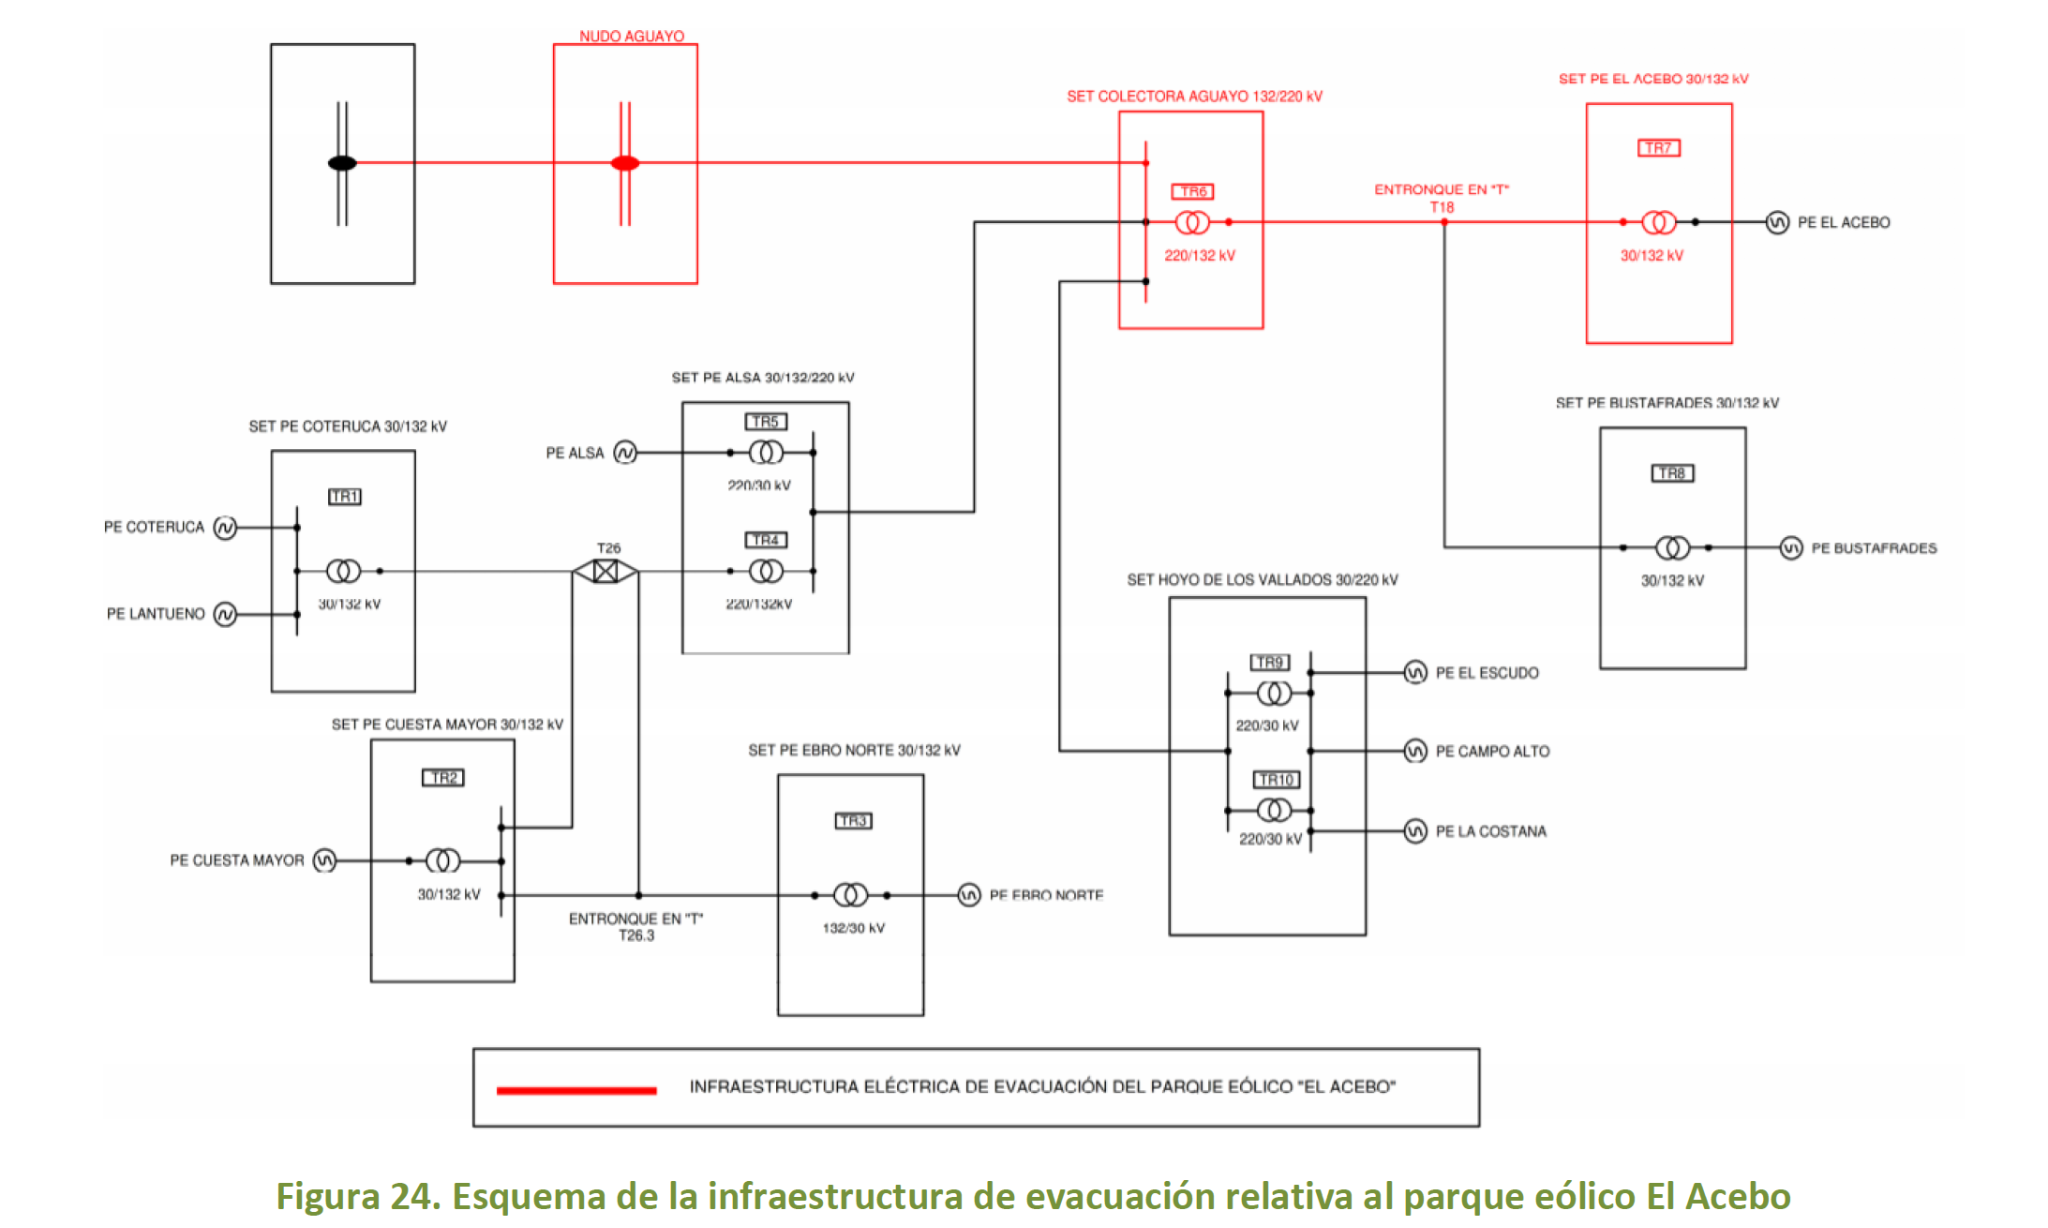 NUDO AGUAYO
SET COLECTORA AGUAYO 132/220 kV
TR6
220/132 kV
ENTRONQUE EN "T"
T18
SET PE EL ACEBO 30/132 kV
TR7
30/132 kV
PE EL ACEBO
SET PE COTERUCA 30/132 kV
TR1
PE COTERUCA
30/132 kV
PE LANTUENO
SET PE ALSA 30/132/220 kV
TR5
PE ALSA
220/30 kV
TR4
220/132kV
T26
SET PE BUSTAFRADES 30/132 kV
TR8
30/132 kV
PE BUSTAFRADES
SET HOYO DE LOS VALLADOS 30/220 kV
TR9
220/30 kV
TR10
220/30 kV
PE EL ESCUDO
PE CAMPO ALTO
PE LA COSTANA
SET PE CUESTA MAYOR 30/132 kV
TR2
PE CUESTA MAYOR
30/132 kV
ENTRONQUE EN "T"
T26.3
SET PE EBRO NORTE 30/132 kV
TR3
132/30 kV
PE EBRO NORTE
INFRAESTRUCTURA ELÉCTRICA DE EVACUACIÓN DEL PARQUE EÓLICO "EL ACEBO"
Figura 24. Esquema de la infraestructura de evacuación relativa al parque eólico El Acebo